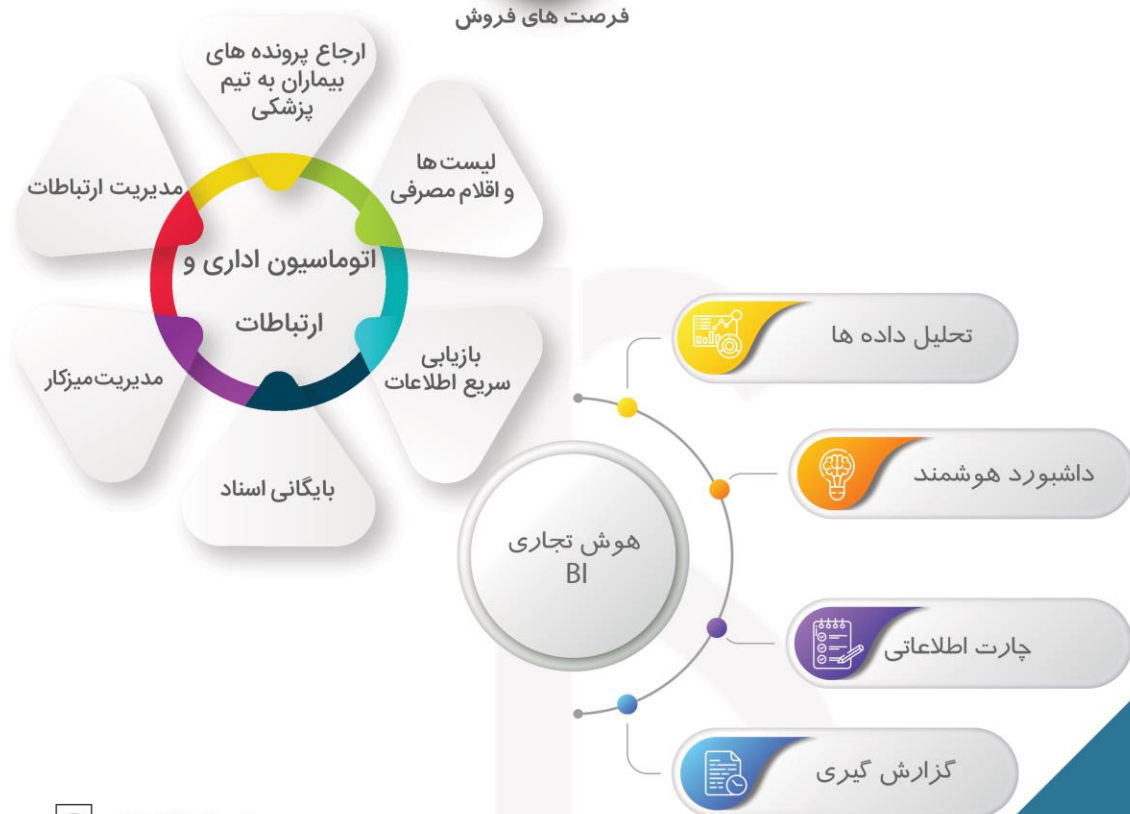 فرصت های فروش
ارجاع پرونده های
بیماران به تیم
پزشکی
لیست ها
و اقلام مصرفی
مدیریت ارتباطات
اتوماسیون اداری و
ارتباطات
بازیابی
سریع اطلاعات
مدیریت میزکار
بایگانی اسناد
هوش تجاری
BI
تحلیل داده ها
داشبورد هوشمند
چارت اطلاعاتی
گزارش گیری